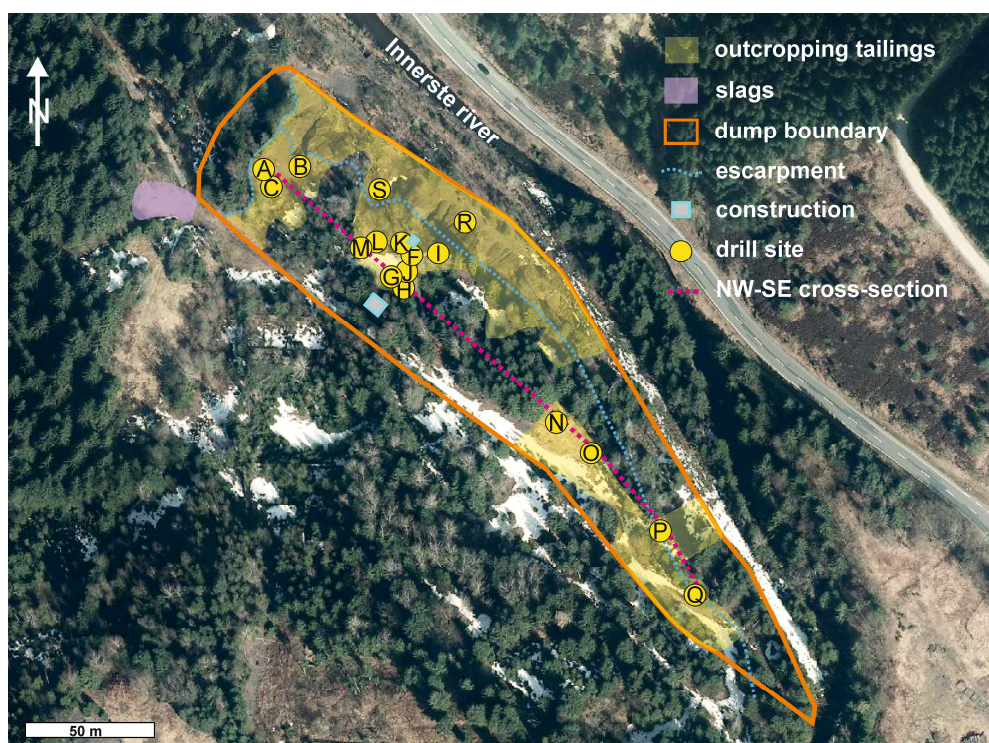 N
Innerste river
outcropping tailings
slags
dump boundary
escarpment
construction
drill site
NW-SE cross-section
A
B
C
S
R
M
L
K
F
I
G
J
H
N
O
P
Q
50 m